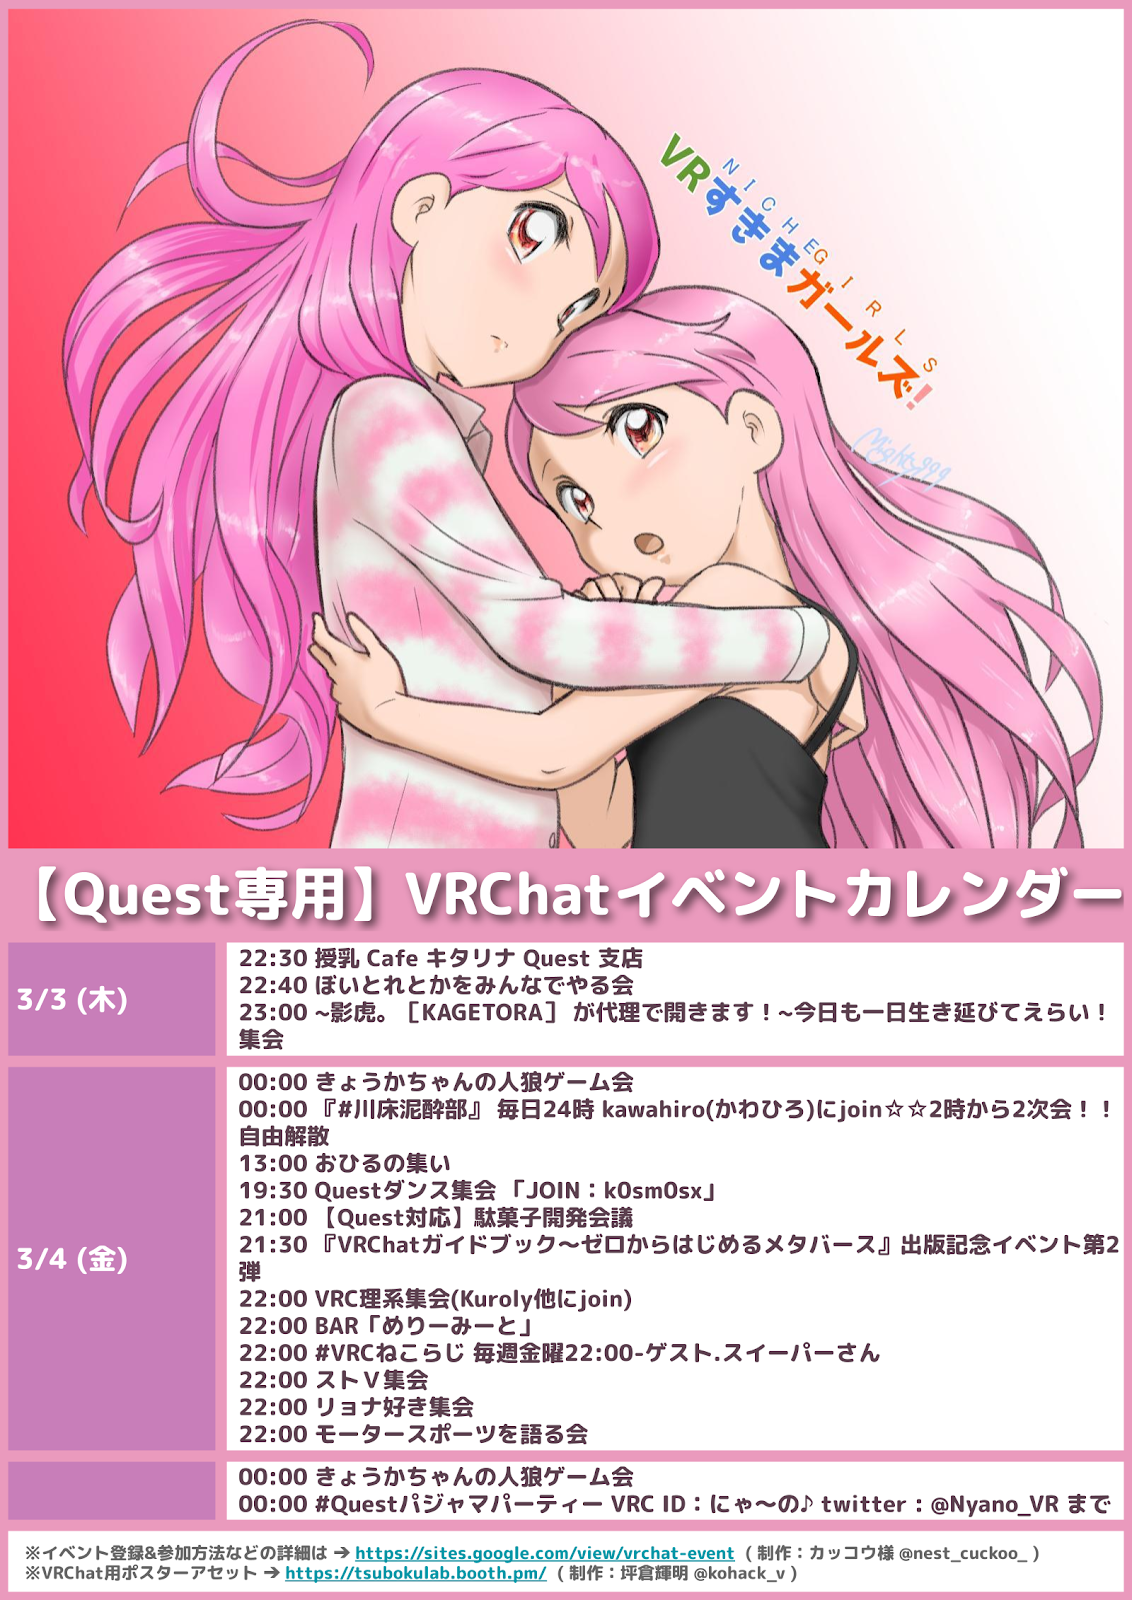 NICHE GIRLS
VRすきまガールズ!
Mighty999
【Quest専用】VRChatイベントカレンダー
3/3 (木)
22:30 授乳 Cafe キタリナ Quest 支店
22:40 ぼいとれとかをみんなでやる会
23:00 ~影虎。［KAGETORA］ が代理で開きます！~今日も一日生き延びてえらい！
集会
3/4 (金)
00:00 きょうかちゃんの人狼ゲーム会
00:00 『#川床泥酔部』 毎日24時 kawahiro(かわひろ)にjoin☆☆2時から2次会！！
自由解散
13:00 おひるの集い
19:30 Questダンス集会 「JOIN：k0sm0sx」
21:00 【Quest対応】駄菓子開発会議
21:30 『VRChatガイドブック～ゼロからはじめるメタバース』出版記念イベント第2
弾
22:00 VRC理系集会(Kuroly他にjoin)
22:00 BAR「めりーみーと」
22:00 #VRCねこらじ 毎週金曜22:00-ゲスト.スイーパーさん
22:00 ストＶ集会
22:00 リョナ好き集会
22:00 モータースポーツを語る会
00:00 きょうかちゃんの人狼ゲーム会
00:00 #Questパジャマパーティー VRC ID：にゃ～の♪ twitter : @Nyano_VR まで
※イベント登録&参加方法などの詳細は → https://sites.google.com/view/vrchat-event ( 制作：カッコウ様 @nest_cuckoo_ )
※VRChat用ポスターアセット → https://tsubokulab.booth.pm/ ( 制作：坪倉輝明 @kohack_v )